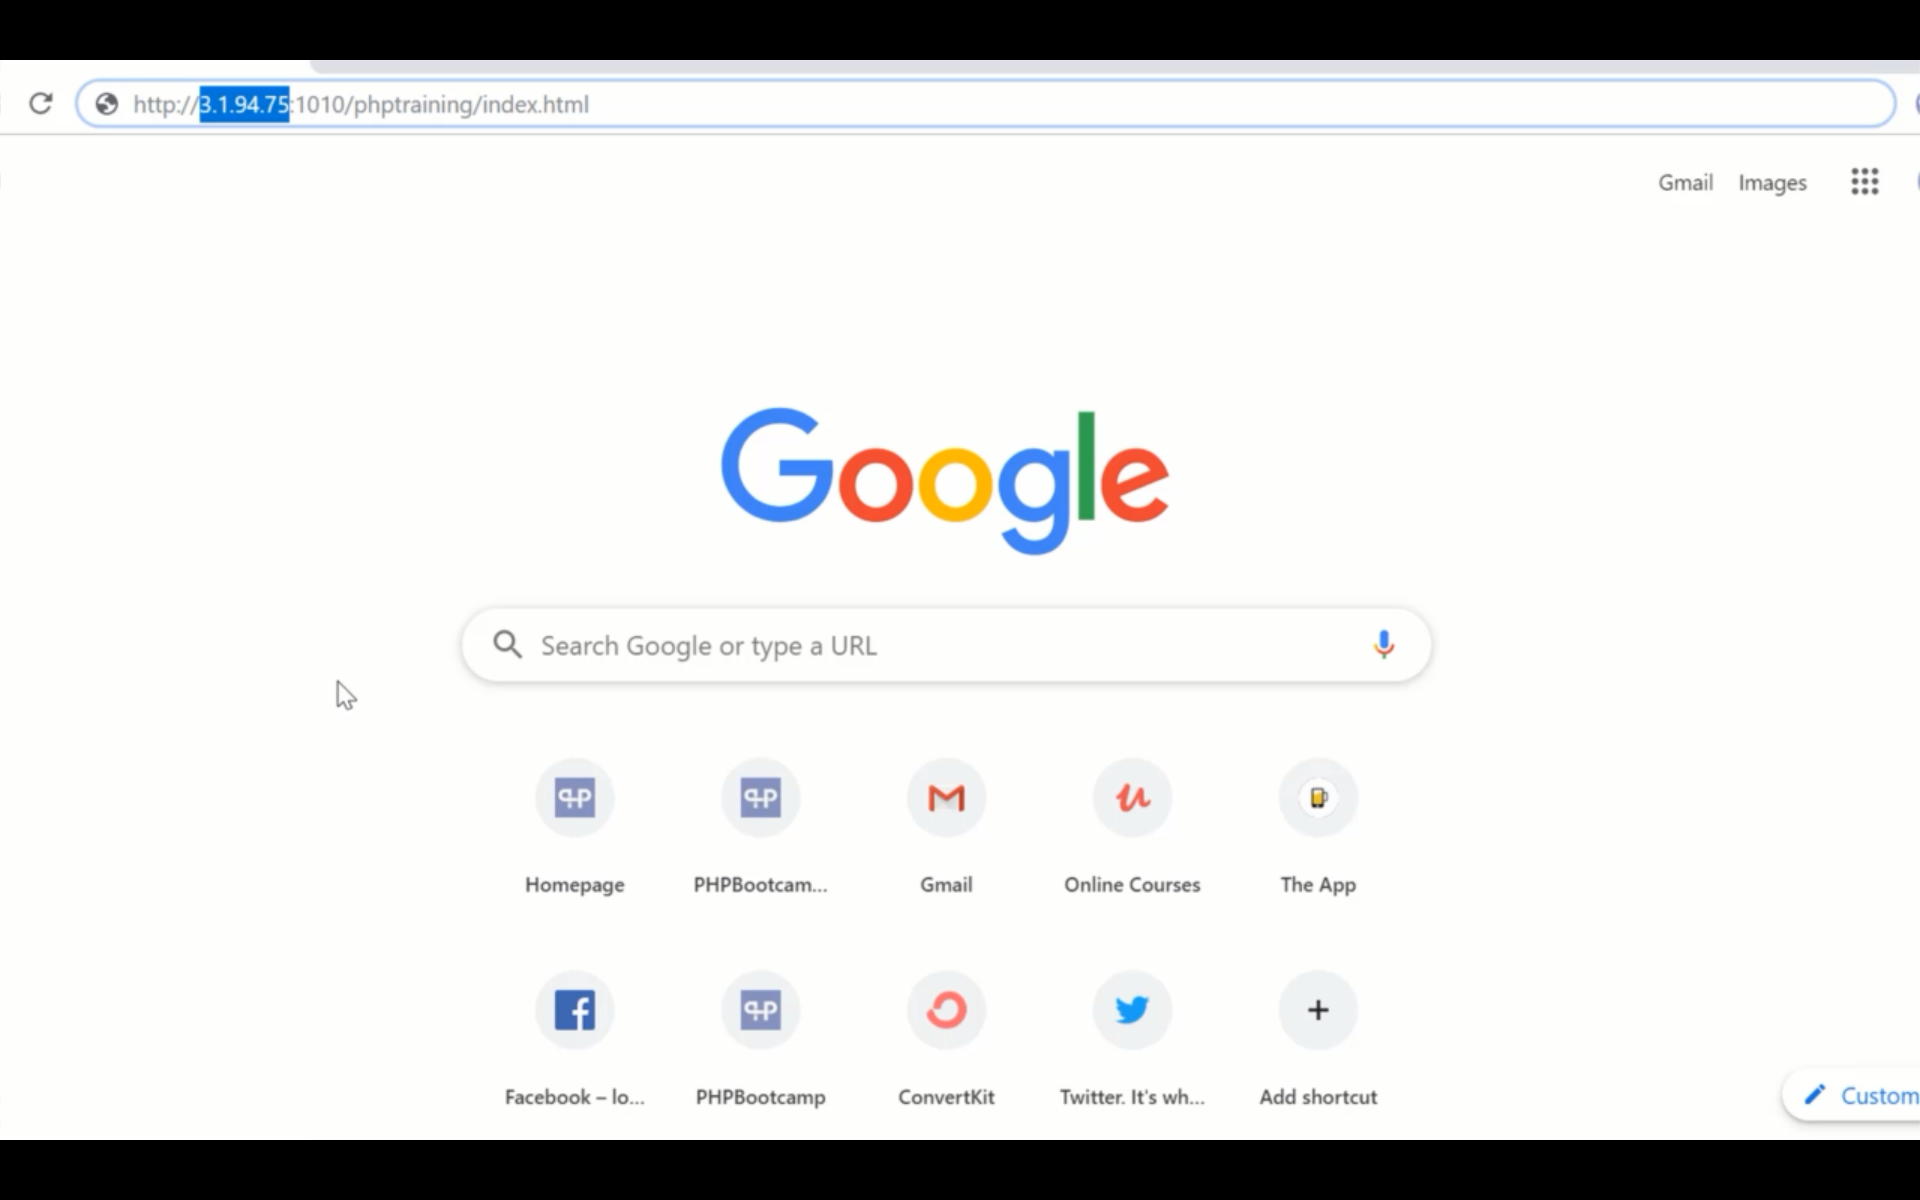 http://3.1.94.75:1010/phptraining/index.html
Gmail Images
Google
Search Google or type a URL
Homepage PHPBootcam... Gmail Online Courses The App
Facebook – lo... PHPBootcamp ConvertKit Twitter. It's wh... Add shortcut
Custom